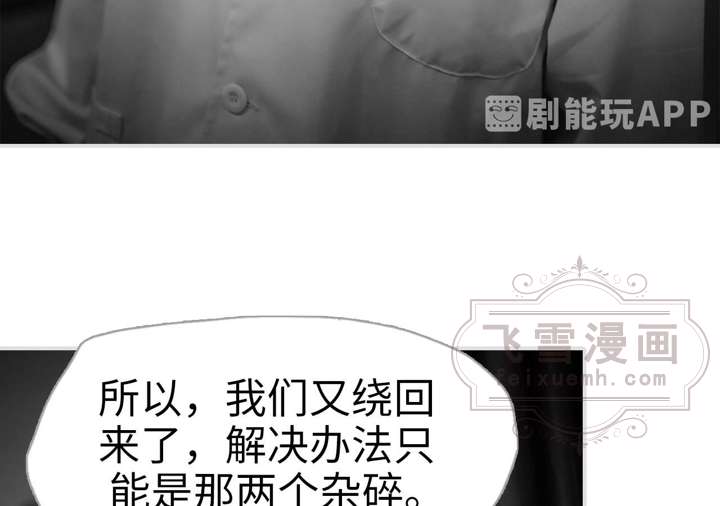 剧能玩APP
飞雪漫画
feixuemh.com
所以，我们又绕回
来了，解决办法只
能是那两个杂碎。